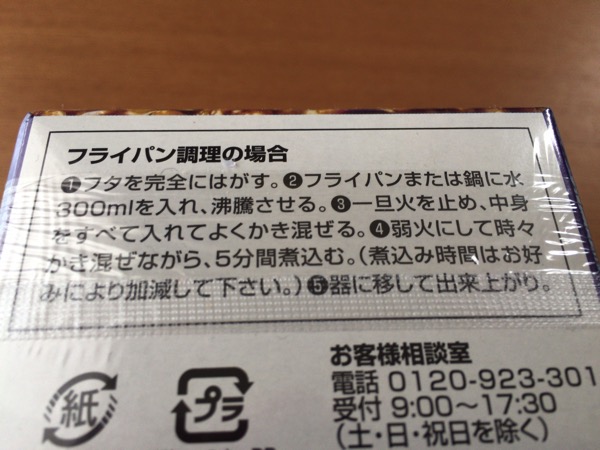 フライパン調理の場合
❶フタを完全にはがす。❷フライパンまたは鍋に水
300mlを入れ、沸騰させる。❸一旦火を止め、中身
をすべて入れてよくかき混ぜる。❹弱火にして時々
かき混ぜながら、5分間煮込む。(煮込み時間はお好
みにより加減して下さい。)❺器に移して出来上がり。
紙
プラ
お客様相談室
電話 0120-923-301
受付 9:00〜17:30
(土・日・祝日を除く)